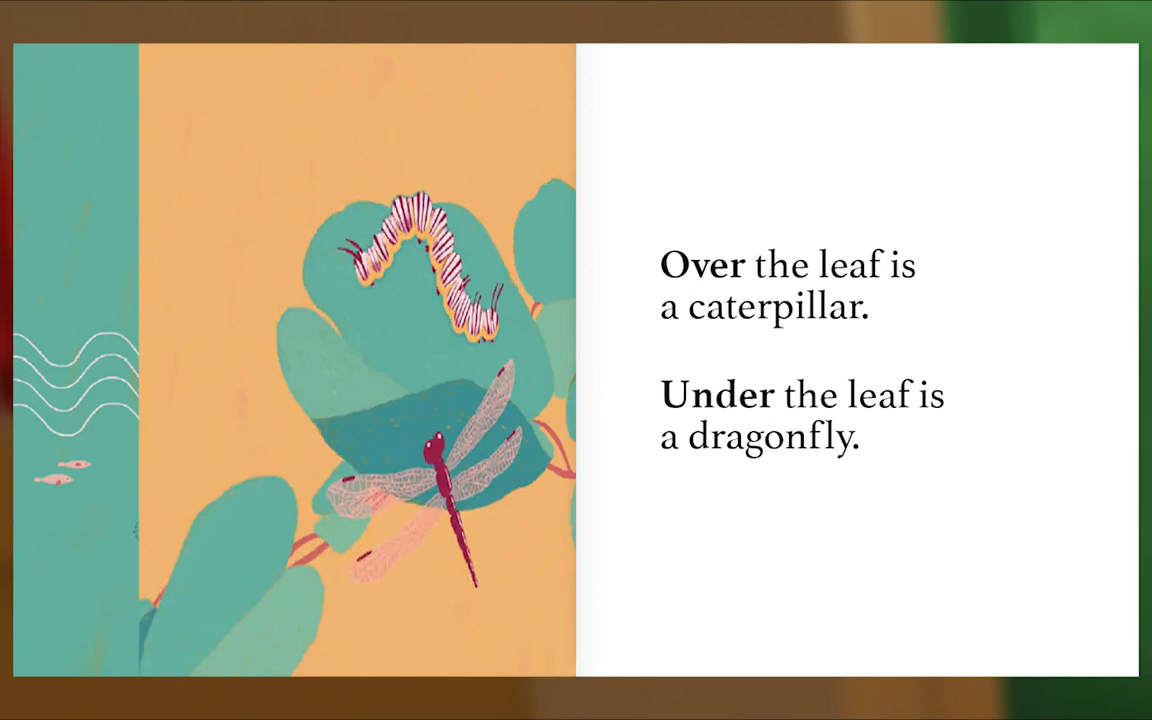 Over the leaf is
a caterpillar.
Under the leaf is
a dragonfly.